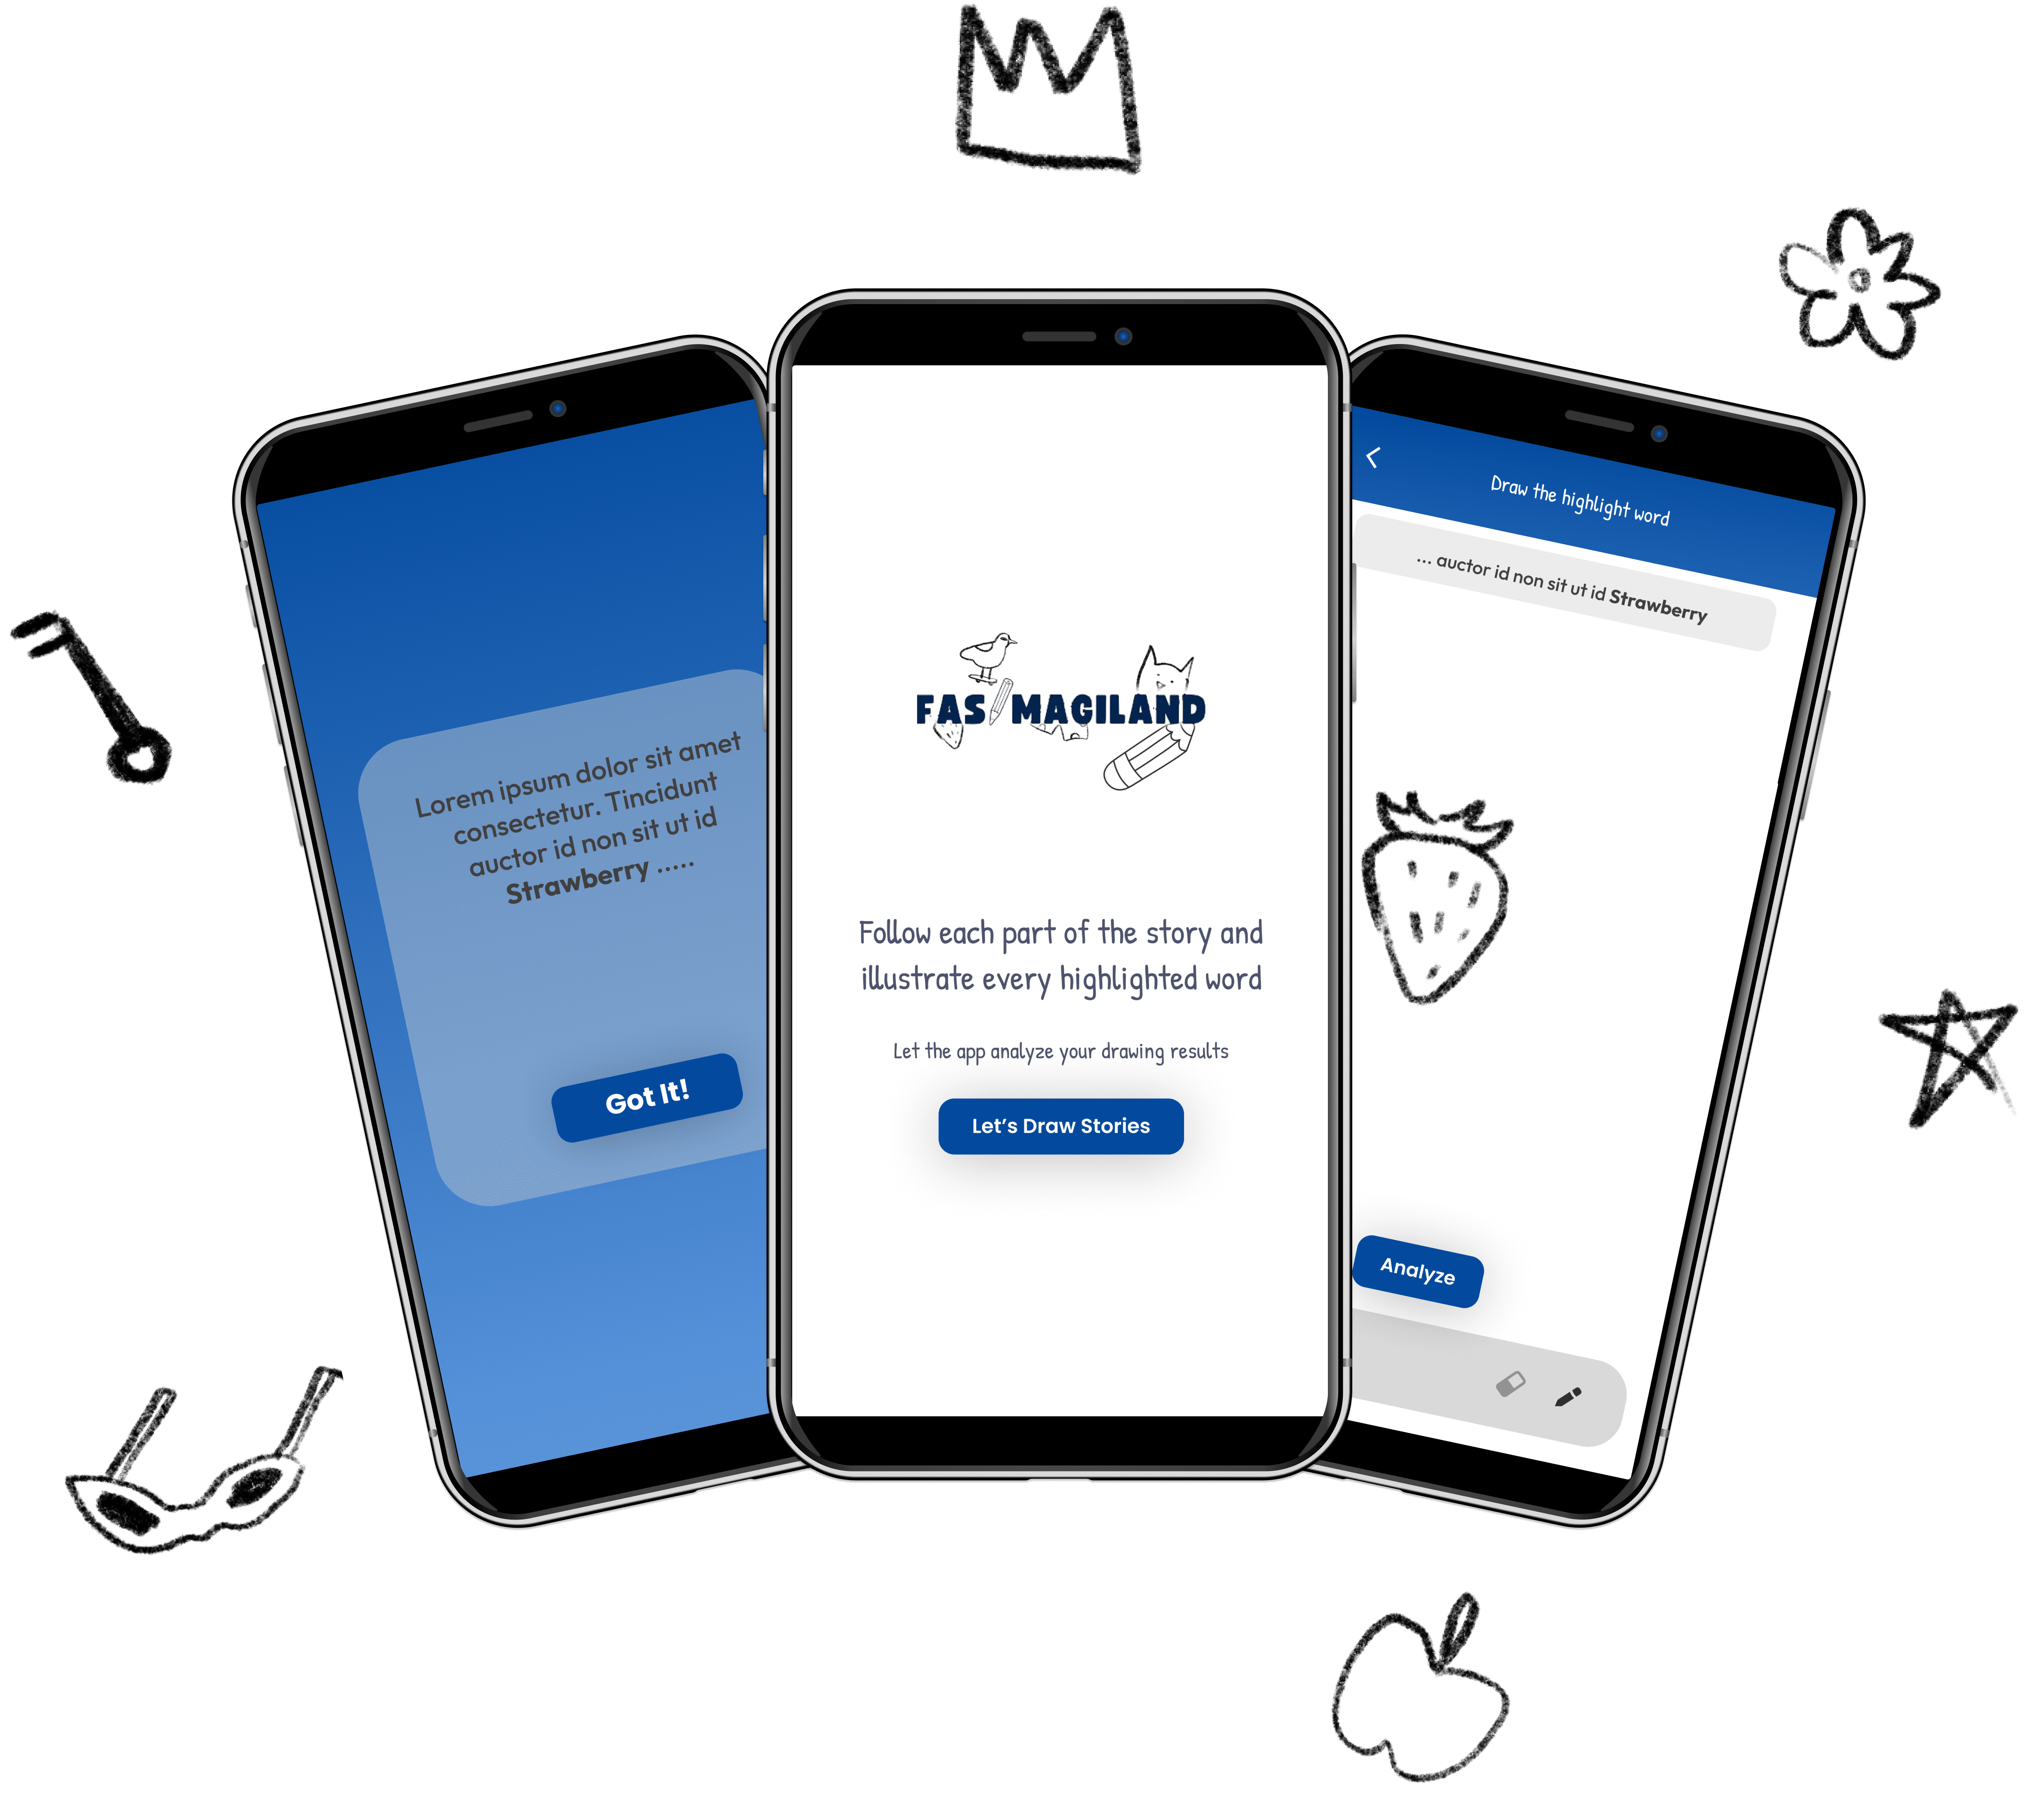 Lorem ipsum dolor sit amet
consectetur. Tincidunt
auctor id non sit ut id
Strawberry .....
Got It!
FAS MAGILAND
Follow each part of the story and
illustrate every highlighted word
Let the app analyze your drawing results
Let's Draw Stories
Draw the highlight word
... auctor id non sit ut id Strawberry
Analyze